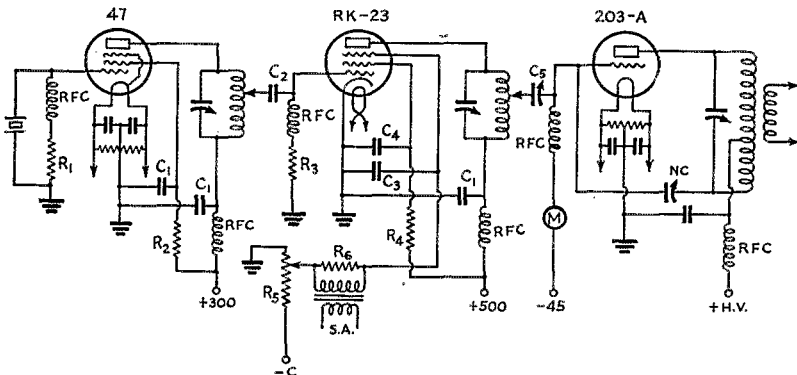 47
RK-23
203-A
RFC
R1
C1
C1
R2
RFC
+300
C2
RFC
R3
C4
C3
C1
R4
RFC
R5
R6
S.A.
-C
+500
C5
RFC
M
-45
NC
RFC
+H.V.